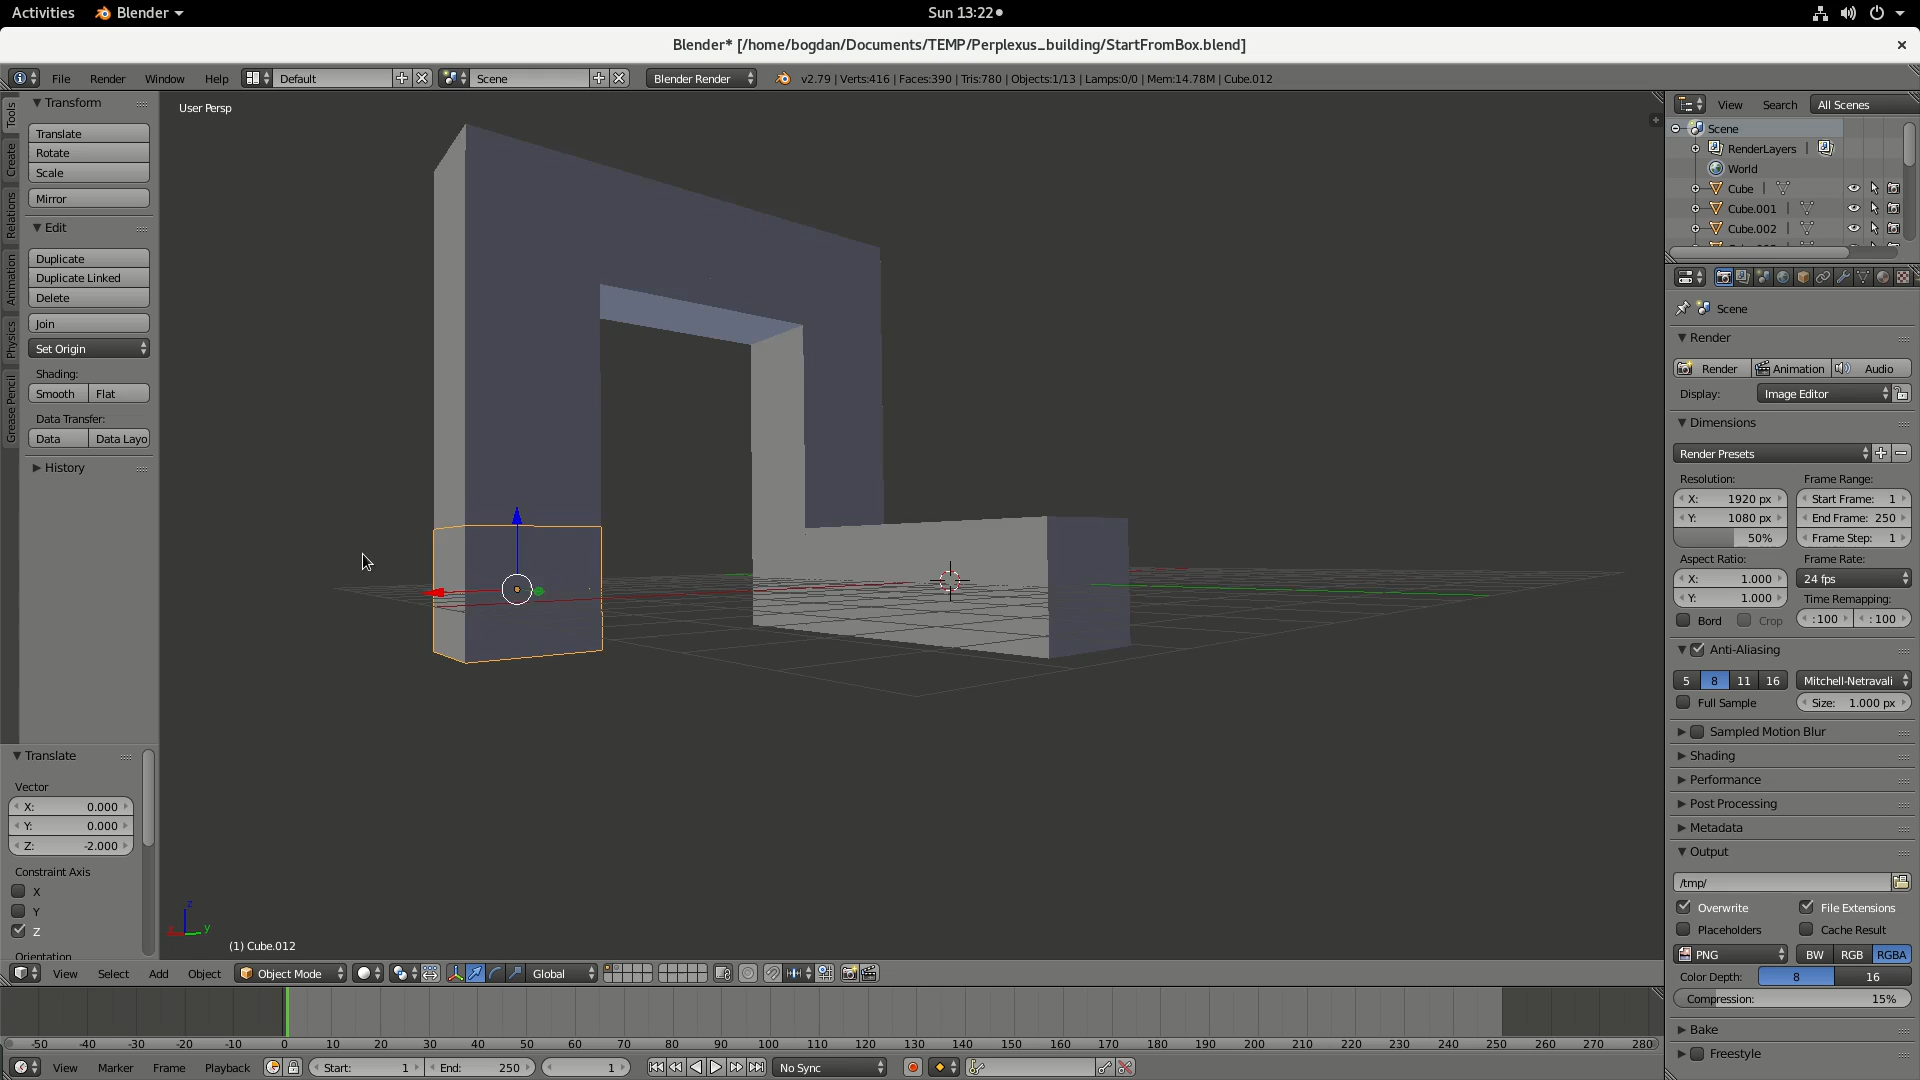 Activities Blender Sun 13:22
Blender* [/home/bogdan/Documents/TEMP/Perplexus_building/StartFromBox.blend]
File Render Window Help Default Scene Blender Render v2.79 | Verts:416 | Faces:390 | Tris:780 | Objects:1/13 | Lamps:0/0 | Mem:14.78M | Cube.012
Tools
Create
Relations
Animation
Physics
Grease Pencil
Transform
Translate
Rotate
Scale
Mirror
Edit
Duplicate
Duplicate Linked
Delete
Join
Set Origin
Shading:
Smooth Flat
Data Transfer:
Data Data Layo
History
Translate
Vector
X: 0.000
Y: 0.000
Z: -2.000
Constraint Axis
X
Y
Z
Orientation
User Persp
z
y
(1) Cube.012
View Select Add Object Object Mode Global
-50 -40 -30 -20 -10 0 10 20 30 40 50 60 70 80 90 100 110 120 130 140 150 160 170 180 190 200 210 220 230 240 250 260 270 280
View Marker Frame Playback Start: 1 End: 250 1 No Sync
View Search All Scenes
Scene
RenderLayers |
World
Cube |
Cube.001 |
Cube.002 |
Scene
Render
Render Animation Audio
Display: Image Editor
Dimensions
Render Presets
Resolution: Frame Range:
X: 1920 px Start Frame: 1
Y: 1080 px End Frame: 250
50% Frame Step: 1
Aspect Ratio: Frame Rate:
X: 1.000 24 fps
Y: 1.000 Time Remapping:
Bord Crop :100 :100
Anti-Aliasing
5 8 11 16 Mitchell-Netravali
Full Sample Size: 1.000 px
Sampled Motion Blur
Shading
Performance
Post Processing
Metadata
Output
/tmp/
Overwrite File Extensions
Placeholders Cache Result
PNG BW RGB RGBA
Color Depth: 8 16
Compression: 15%
Bake
Freestyle